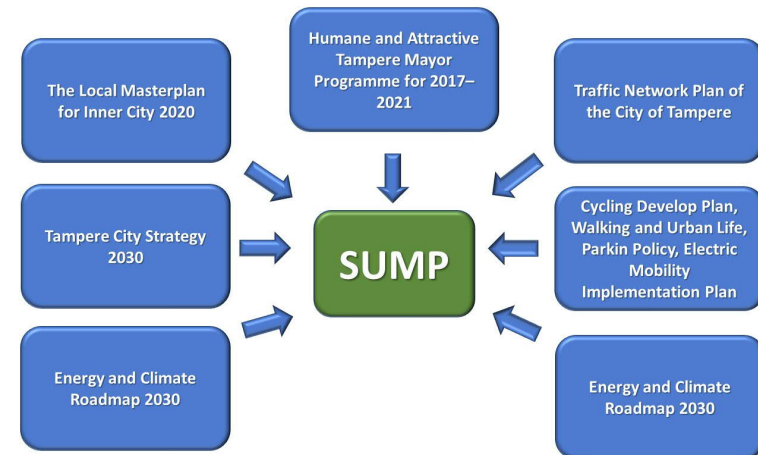 Humane and Attractive
Tampere Mayor
Programme for 2017–
2021
The Local Masterplan
for Inner City 2020
Traffic Network Plan of
the City of Tampere
Tampere City Strategy
2030
SUMP
Cycling Develop Plan,
Walking and Urban Life,
Parkin Policy, Electric
Mobility
Implementation Plan
Energy and Climate
Roadmap 2030
Energy and Climate
Roadmap 2030